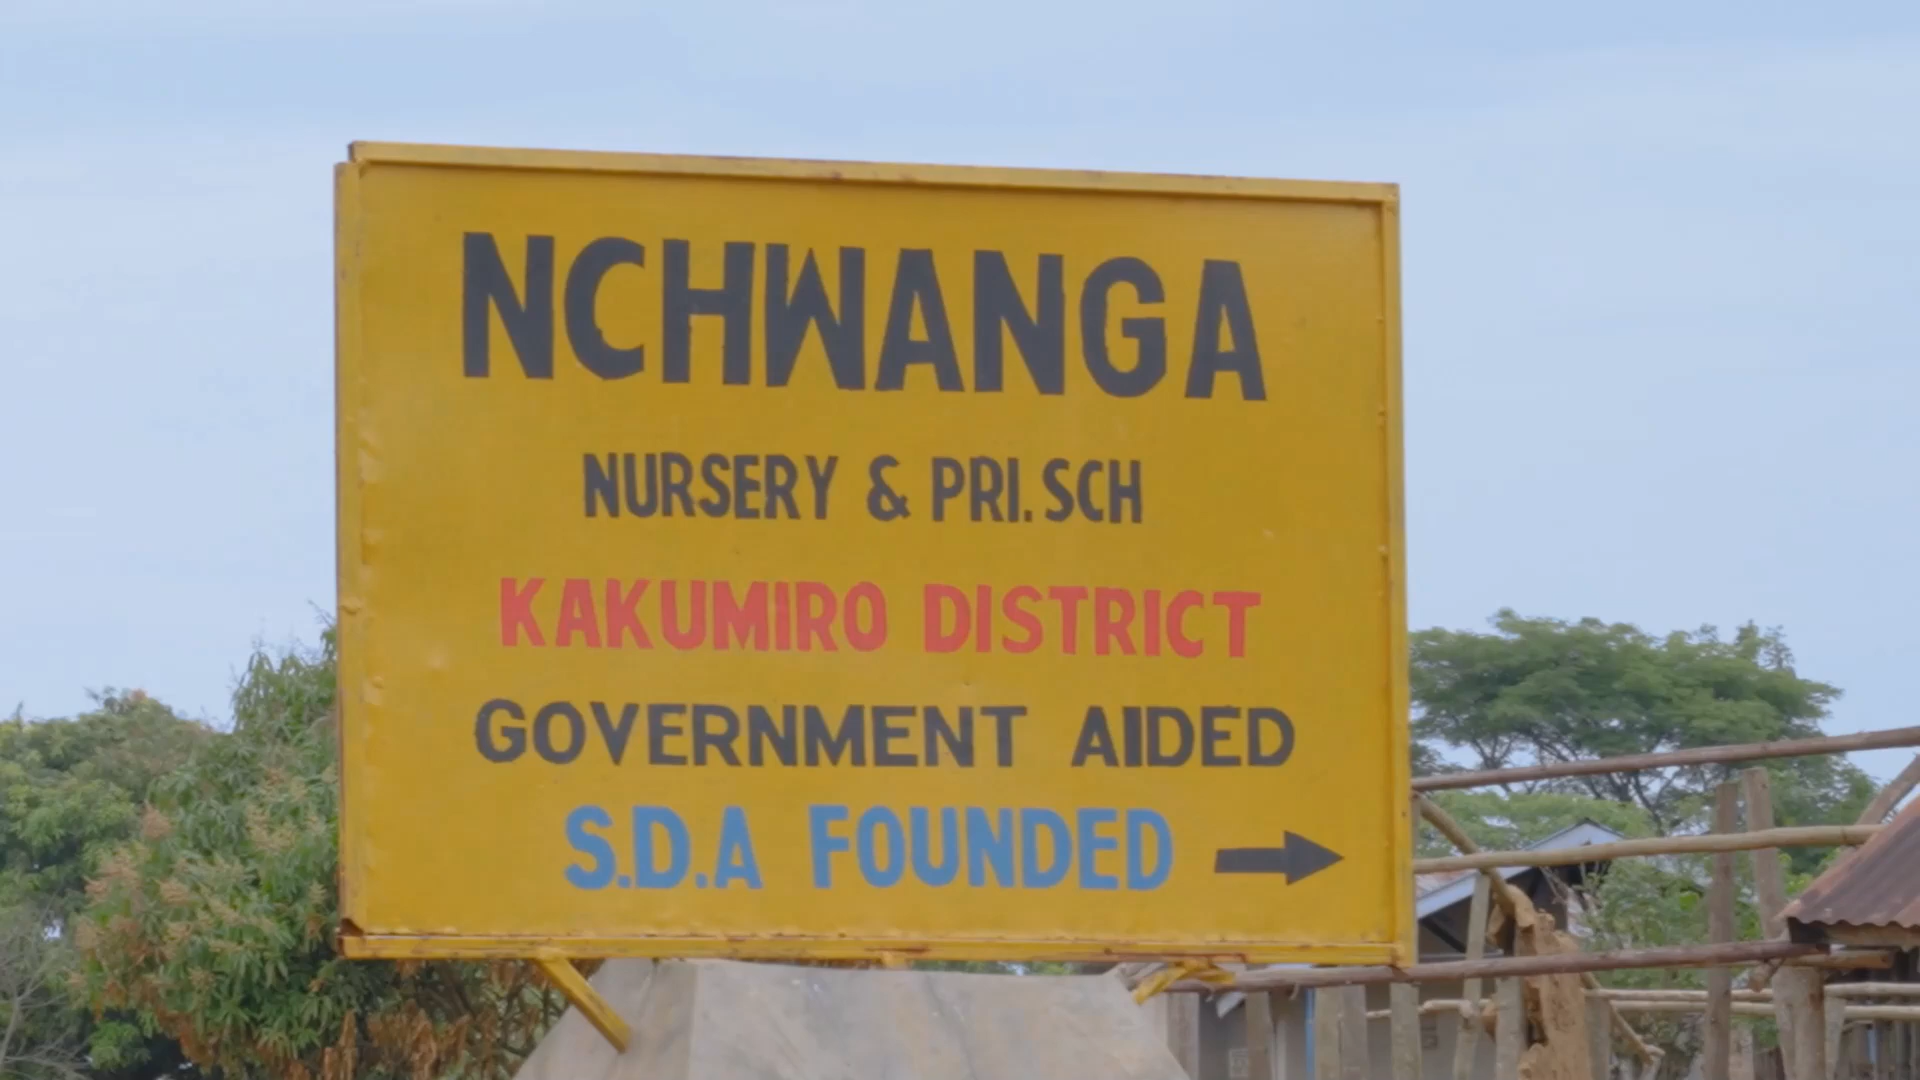 NCHWANGA
NURSERY & PRI. SCH
KAKUMIRO DISTRICT
GOVERNMENT AIDED
S.D.A FOUNDED